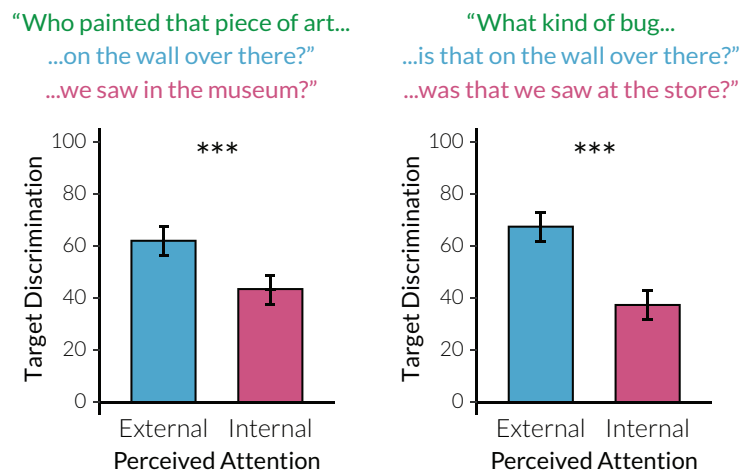 “Who painted that piece of art...
...on the wall over there?”
...we saw in the museum?”
100
80
60
40
20
0
Target Discrimination
***
External Internal
Perceived Attention
“What kind of bug...
...is that on the wall over there?”
...was that we saw at the store?”
100
80
60
40
20
0
Target Discrimination
***
External Internal
Perceived Attention